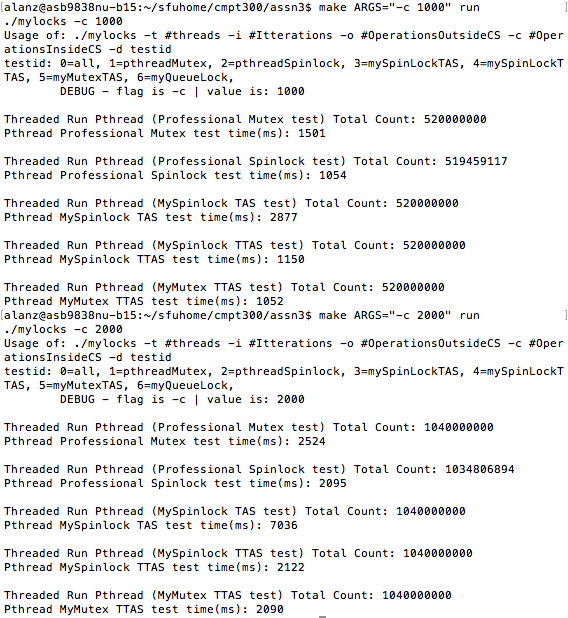 [alanz@asb9838nu-b15:~/sfuhome/cmpt300/assn3$ make ARGS="-c 1000" run ]
./mylocks -c 1000
Usage of: ./mylocks -t #threads -i #Itterations -o #OperationsOutsideCS -c #Oper
ationsInsideCS -d testid
testid: 0=all, 1=pthreadMutex, 2=pthreadSpinlock, 3=mySpinLockTAS, 4=mySpinLockT
TAS, 5=myMutexTAS, 6=myQueueLock,
DEBUG - flag is -c | value is: 1000
Threaded Run Pthread (Professional Mutex test) Total Count: 520000000
Pthread Professional Mutex test time(ms): 1501
Threaded Run Pthread (Professional Spinlock test) Total Count: 519459117
Pthread Professional Spinlock test time(ms): 1054
Threaded Run Pthread (MySpinlock TAS test) Total Count: 520000000
Pthread MySpinlock TAS test time(ms): 2877
Threaded Run Pthread (MySpinlock TTAS test) Total Count: 520000000
Pthread MySpinlock TTAS test time(ms): 1150
Threaded Run Pthread (MyMutex TTAS test) Total Count: 520000000
Pthread MyMutex TTAS test time(ms): 1052
[alanz@asb9838nu-b15:~/sfuhome/cmpt300/assn3$ make ARGS="-c 2000" run ]
./mylocks -c 2000
Usage of: ./mylocks -t #threads -i #Itterations -o #OperationsOutsideCS -c #Oper
ationsInsideCS -d testid
testid: 0=all, 1=pthreadMutex, 2=pthreadSpinlock, 3=mySpinLockTAS, 4=mySpinLockT
TAS, 5=myMutexTAS, 6=myQueueLock,
DEBUG - flag is -c | value is: 2000
Threaded Run Pthread (Professional Mutex test) Total Count: 1040000000
Pthread Professional Mutex test time(ms): 2524
Threaded Run Pthread (Professional Spinlock test) Total Count: 1034806894
Pthread Professional Spinlock test time(ms): 2095
Threaded Run Pthread (MySpinlock TAS test) Total Count: 1040000000
Pthread MySpinlock TAS test time(ms): 7036
Threaded Run Pthread (MySpinlock TTAS test) Total Count: 1040000000
Pthread MySpinlock TTAS test time(ms): 2122
Threaded Run Pthread (MyMutex TTAS test) Total Count: 1040000000
Pthread MyMutex TTAS test time(ms): 2090